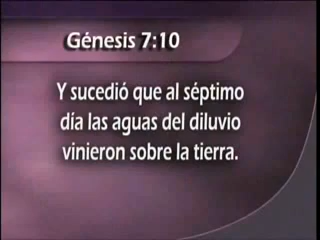 Génesis 7:10
Y sucedió que al séptimo
día las aguas del diluvio
vinieron sobre la tierra.